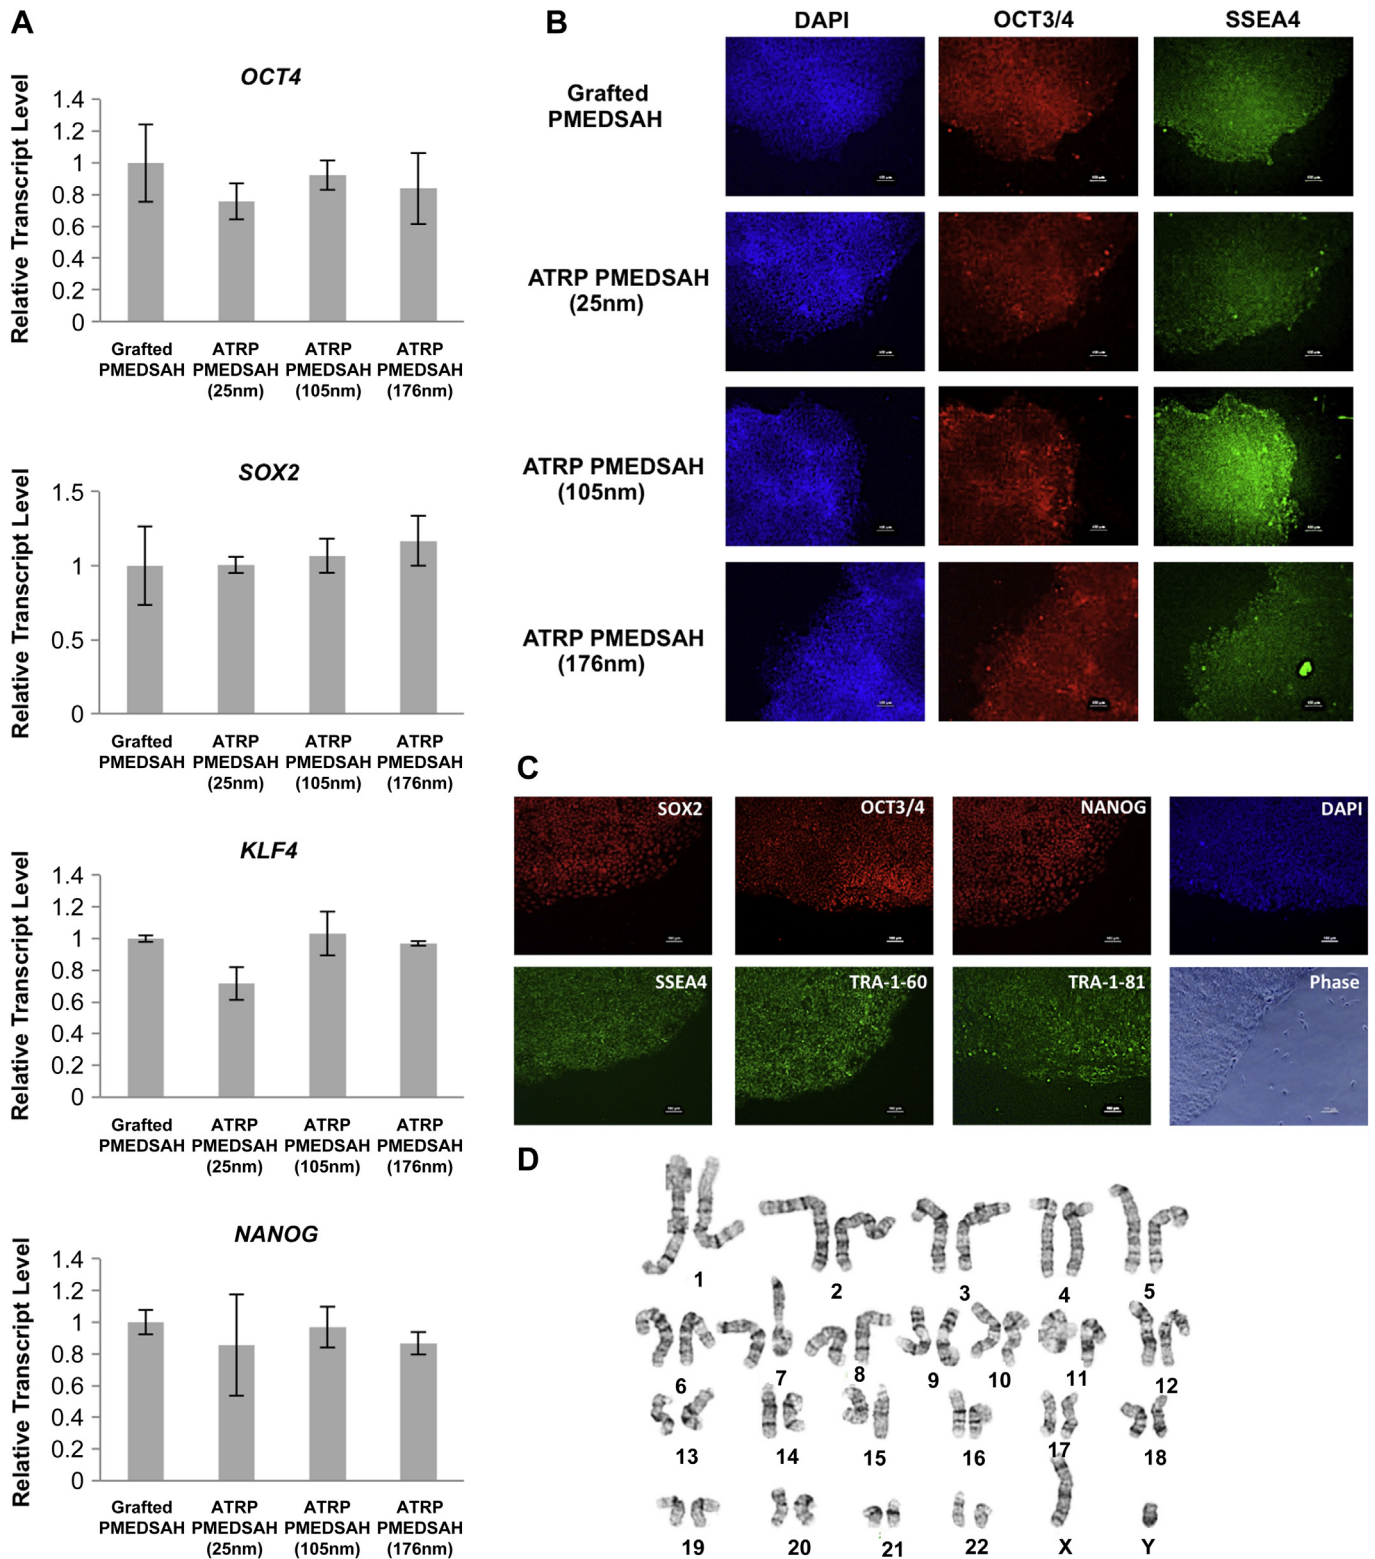 A
OCT4
Relative Transcript Level
1.4
1.2
1
0.8
0.6
0.4
0.2
0
Grafted PMEDSAH
ATRP PMEDSAH (25nm)
ATRP PMEDSAH (105nm)
ATRP PMEDSAH (176nm)
SOX2
Relative Transcript Level
1.5
1
0.5
0
Grafted PMEDSAH
ATRP PMEDSAH (25nm)
ATRP PMEDSAH (105nm)
ATRP PMEDSAH (176nm)
KLF4
Relative Transcript Level
1.4
1.2
1
0.8
0.6
0.4
0.2
0
Grafted PMEDSAH
ATRP PMEDSAH (25nm)
ATRP PMEDSAH (105nm)
ATRP PMEDSAH (176nm)
NANOG
Relative Transcript Level
1.4
1.2
1
0.8
0.6
0.4
0.2
0
Grafted PMEDSAH
ATRP PMEDSAH (25nm)
ATRP PMEDSAH (105nm)
ATRP PMEDSAH (176nm)
B
DAPI
OCT3/4
SSEA4
Grafted
PMEDSAH
ATRP PMEDSAH
(25nm)
ATRP PMEDSAH
(105nm)
ATRP PMEDSAH
(176nm)
C
SOX2
OCT3/4
NANOG
DAPI
SSEA4
TRA-1-60
TRA-1-81
Phase
D
1
2
3
4
5
6
7
8
9
10
11
12
13
14
15
16
17
18
19
20
21
22
X
Y